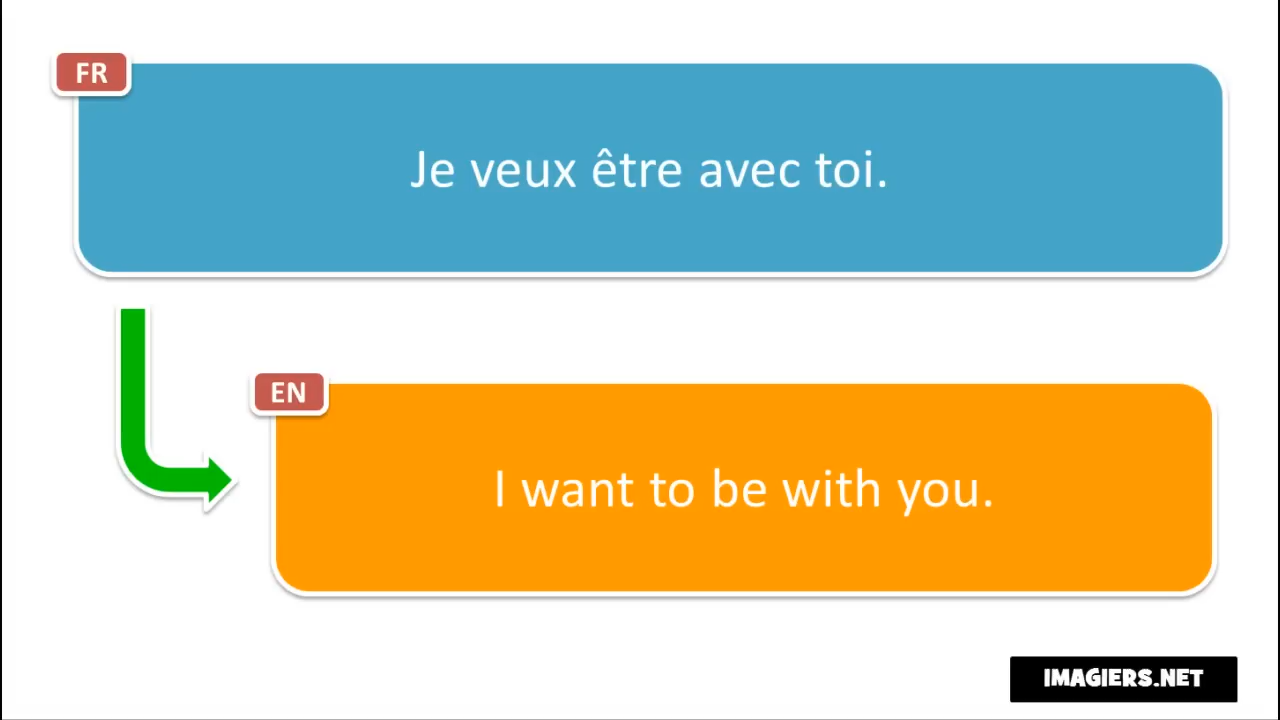 FR
Je veux être avec toi.
EN
I want to be with you.
IMAGIERS.NET